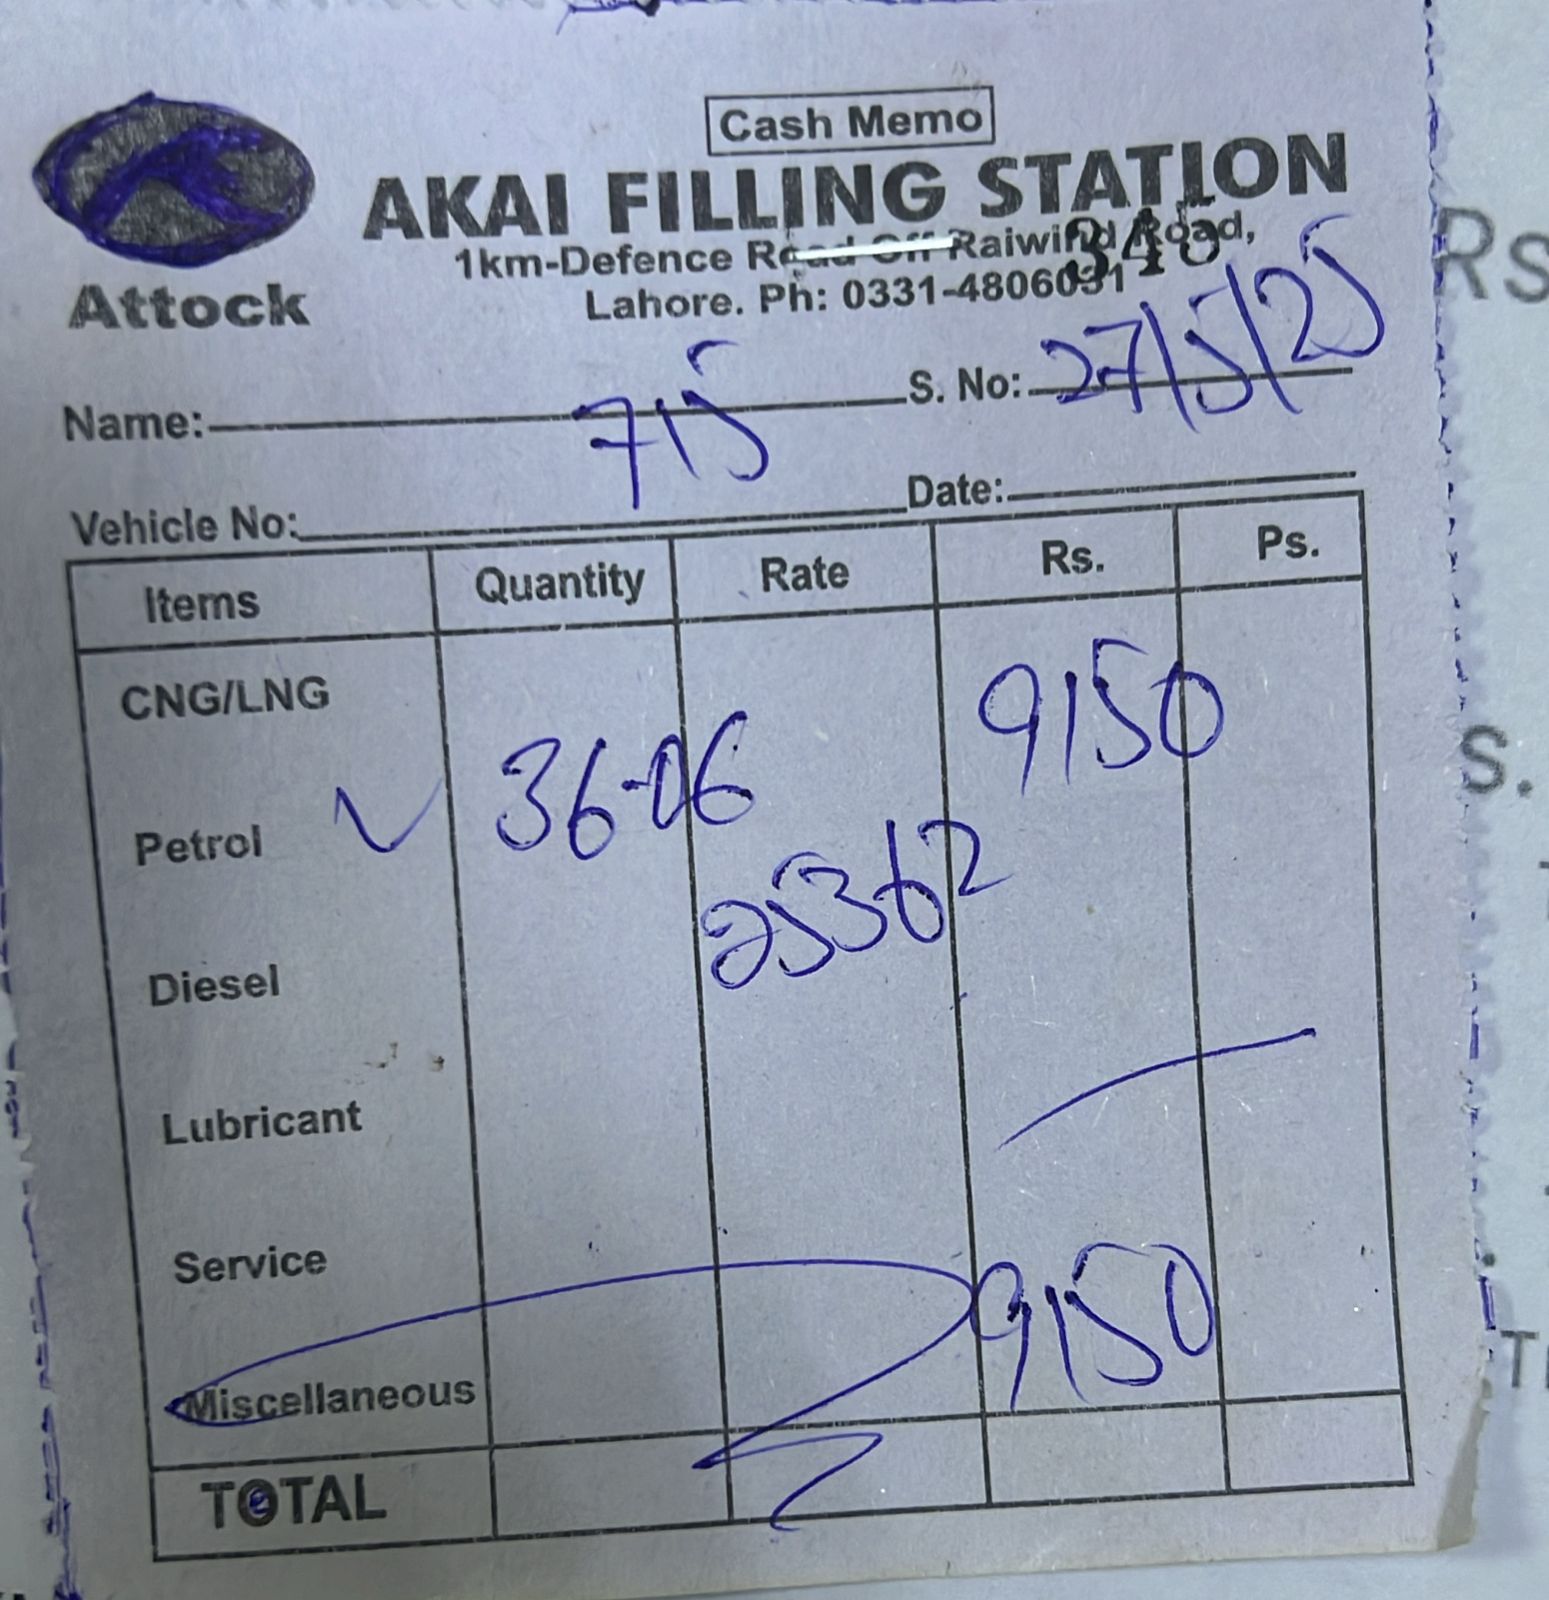 Cash Memo
AKAI FILLING STATION
1km-Defence Road Off Raiwind Road,
348
Lahore. Ph: 0331-4806031
Attock
Name: 715 S. No: 27/5/25
Vehicle No: Date:
Items Quantity Rate Rs. Ps.
CNG/LNG 9150
Petrol 36-06
25362
Diesel
Lubricant
Service
9150
Miscellaneous
TOTAL
Rs
S.